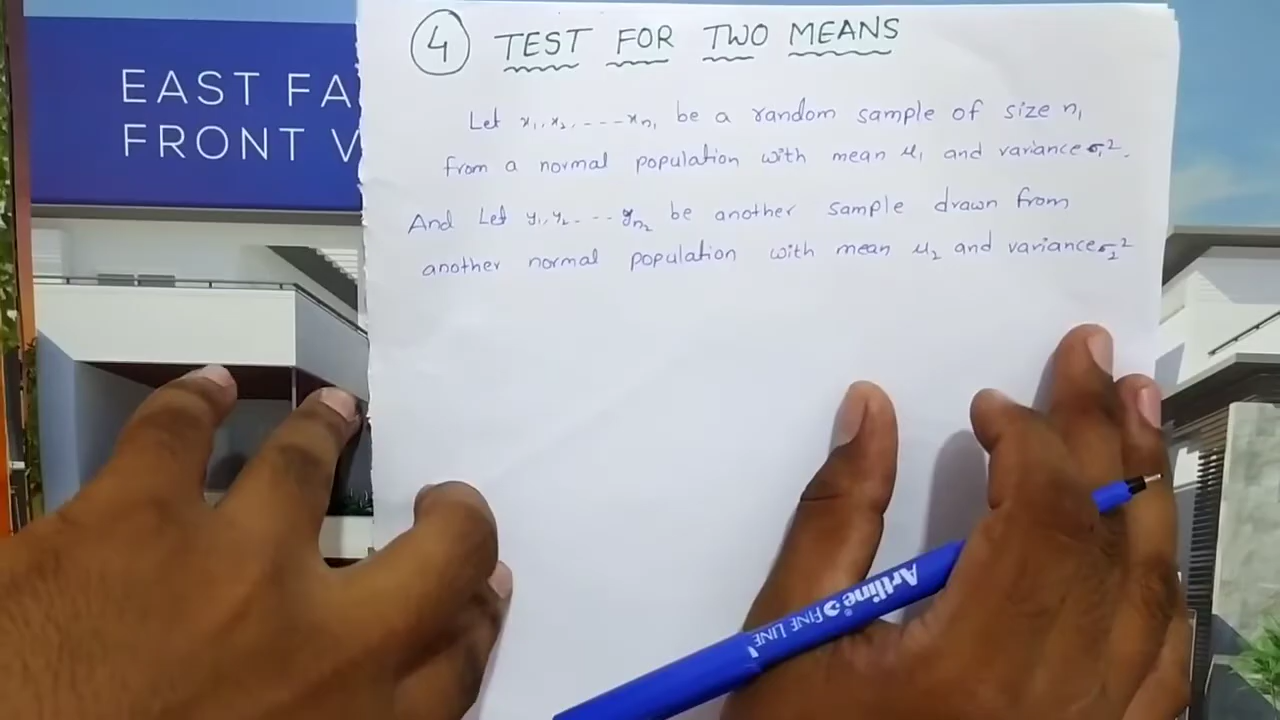 ④ TEST FOR TWO MEANS
Let x₁, x₂, ----xn₁ be a random sample of size n₁
from a normal population with mean μ₁ and variance σ₁².
And Let y₁, y₂ - -- yn₂ be another sample drawn from
another normal population with mean μ₂ and variance σ₂²
EAST FA
FRONT V
Artline FINE LINE